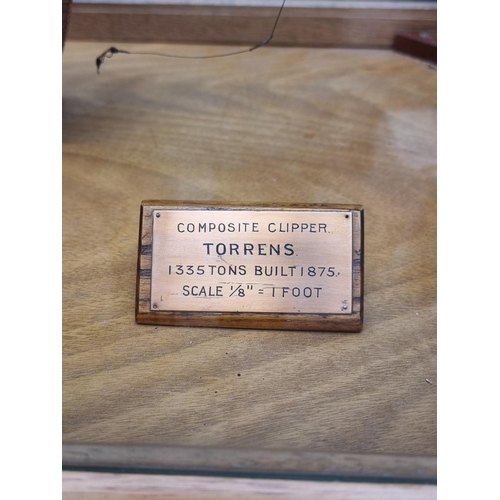 COMPOSITE CLIPPER.
TORRENS.
1335 TONS BUILT 1875.
SCALE 1/8" = 1 FOOT